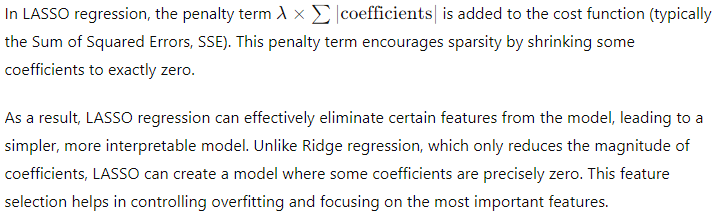 In LASSO regression, the penalty term λ × ∑ |coefficients| is added to the cost function (typically
the Sum of Squared Errors, SSE). This penalty term encourages sparsity by shrinking some
coefficients to exactly zero.
As a result, LASSO regression can effectively eliminate certain features from the model, leading to a
simpler, more interpretable model. Unlike Ridge regression, which only reduces the magnitude of
coefficients, LASSO can create a model where some coefficients are precisely zero. This feature
selection helps in controlling overfitting and focusing on the most important features.